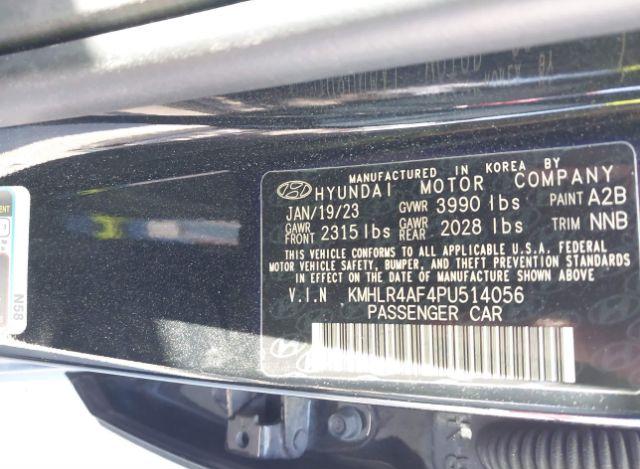 MANUFACTURED IN KOREA BY
HYUNDAI MOTOR COMPANY
JAN/19/23 GVWR 3990 lbs PAINT A2B
GAWR FRONT 2315 lbs GAWR REAR 2028 lbs TRIM NNB
THIS VEHICLE CONFORMS TO ALL APPLICABLE U.S.A. FEDERAL
MOTOR VEHICLE SAFETY, BUMPER, AND THEFT PREVENTION STANDARDS
IN EFFECT ON THE DATE OF MANUFACTURE SHOWN ABOVE
V.I.N KMHLR4AF4PU514056
PASSENGER CAR
N58